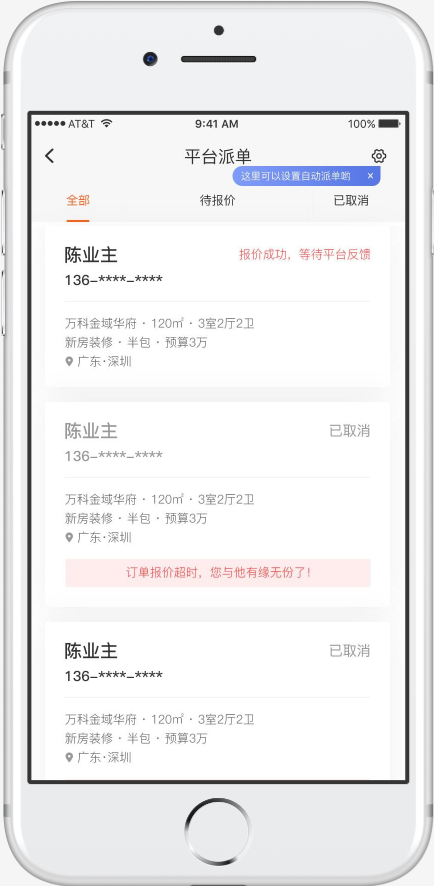 AT&T 9:41 AM 100%
平台派单
这里可以设置自动派单哟 ×
全部 待报价 已取消
陈业主 报价成功，等待平台反馈
136-****-****
万科金域华府 · 120㎡ · 3室2厅2卫
新房装修 · 半包 · 预算3万
广东·深圳
陈业主 已取消
136-****-****
万科金域华府 · 120㎡ · 3室2厅2卫
新房装修 · 半包 · 预算3万
广东·深圳
订单报价超时，您与他有缘无份了！
陈业主 已取消
136-****-****
万科金域华府 · 120㎡ · 3室2厅2卫
新房装修 · 半包 · 预算3万
广东·深圳